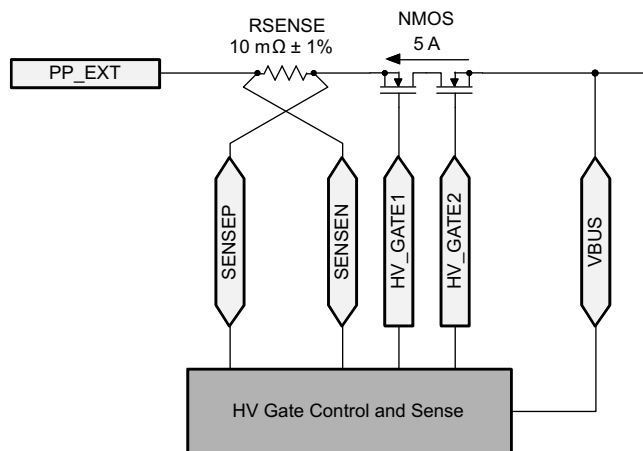 RSENSE
10 mΩ ± 1%
NMOS
5 A
PP_EXT
SENSEP
SENSEN
HV_GATE1
HV_GATE2
VBUS
HV Gate Control and Sense